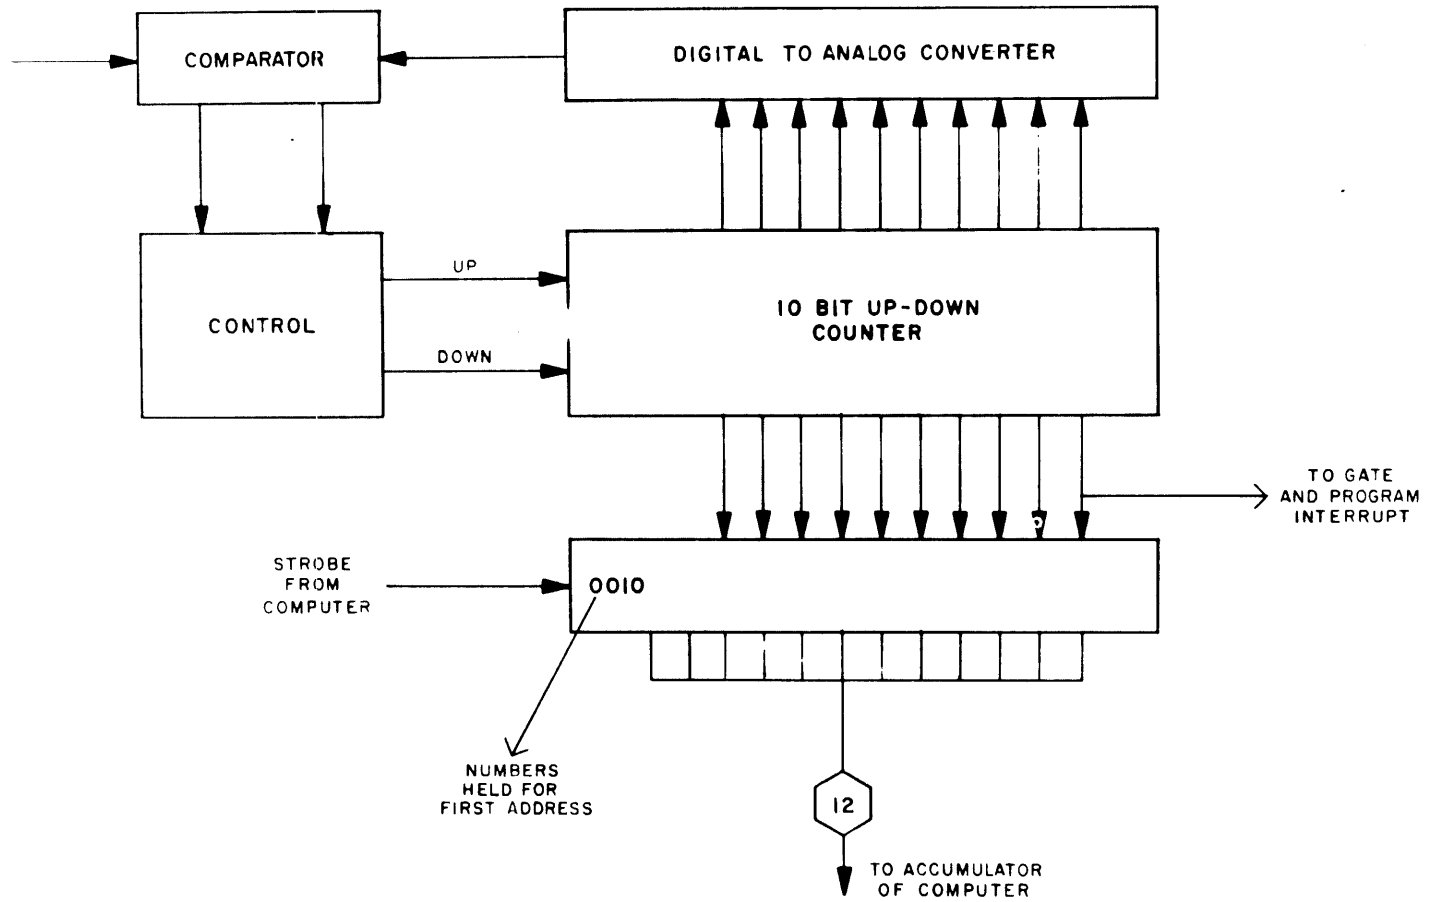 COMPARATOR
DIGITAL TO ANALOG CONVERTER
UP
CONTROL
DOWN
10 BIT UP-DOWN
COUNTER
TO GATE
AND PROGRAM
INTERRUPT
STROBE
FROM
COMPUTER
0010
NUMBERS
HELD FOR
FIRST ADDRESS
12
TO ACCUMULATOR
OF COMPUTER